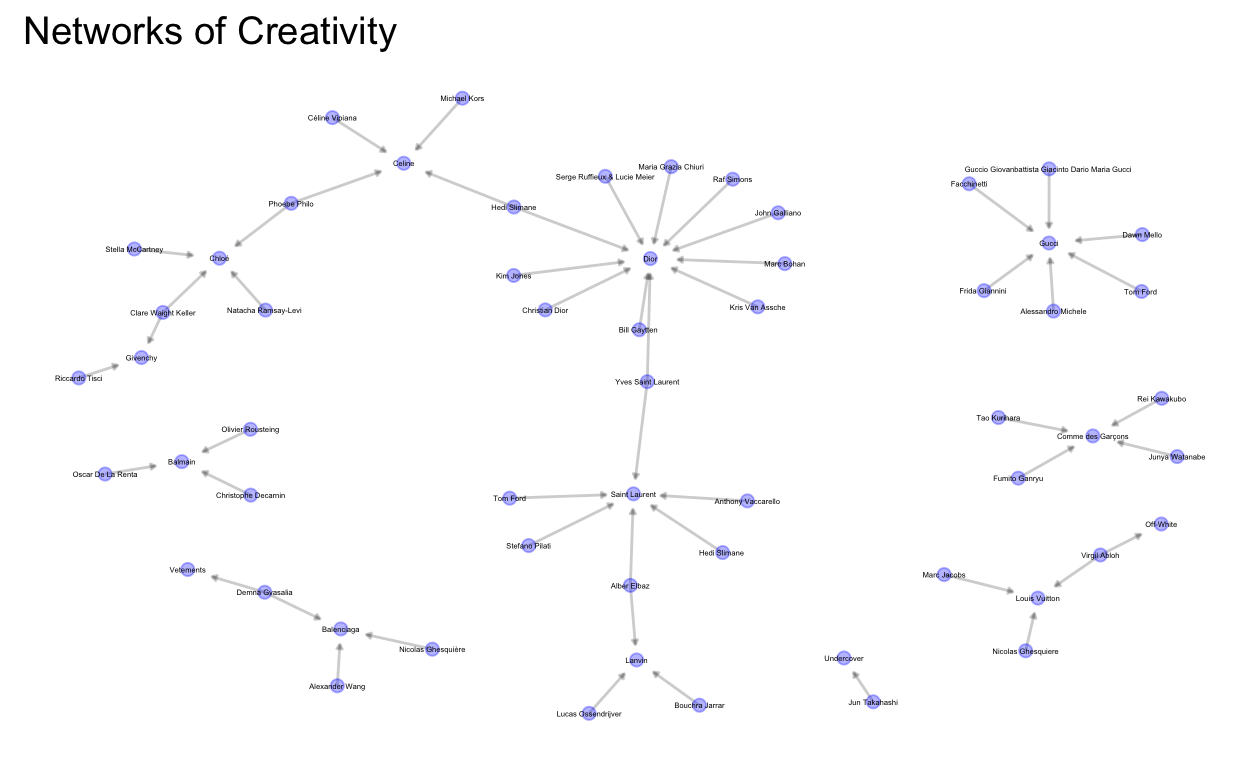 Networks of Creativity
Michael Kors
Céline Vipiana
Celine
Phoebe Philo
Hedi Slimane
Stella McCartney
Chloé
Clare Waight Keller
Natacha Ramsay-Levi
Givenchy
Riccardo Tisci
Maria Grazia Chiuri
Serge Ruffieux & Lucie Meier
Raf Simons
John Galliano
Dior
Marc Bohan
Kim Jones
Christian Dior
Kris Van Assche
Bill Gaytten
Yves Saint Laurent
Guccio Giovanbattista Giacinto Dario Maria Gucci
Facchinetti
Dawn Mello
Gucci
Frida Giannini
Tom Ford
Alessandro Michele
Olivier Rousteing
Balmain
Oscar De La Renta
Christophe Decarnin
Rei Kawakubo
Tao Kurihara
Comme des Garçons
Junya Watanabe
Fumito Ganryu
Tom Ford
Saint Laurent
Anthony Vaccarello
Stefano Pilati
Hedi Slimane
Alber Elbaz
Lanvin
Lucas Ossendrijver
Bouchra Jarrar
Vetements
Demna Gvasalia
Balenciaga
Nicolas Ghesquière
Alexander Wang
Off-White
Virgil Abloh
Marc Jacobs
Louis Vuitton
Nicolas Ghesquiere
Undercover
Jun Takahashi